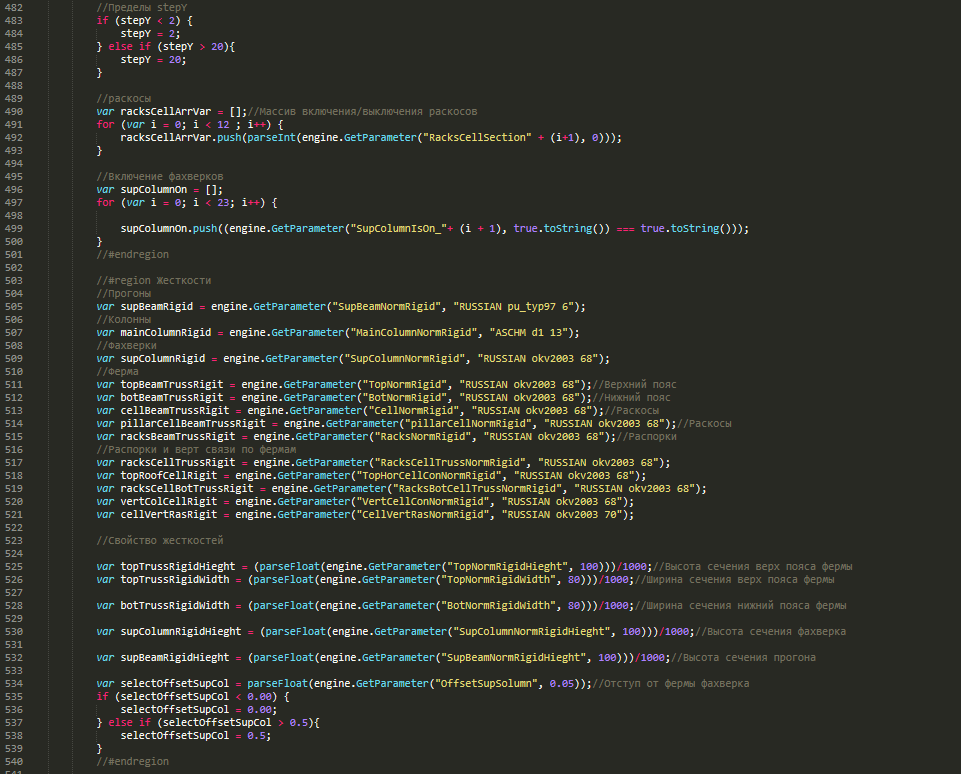 482 //Пределы stepY
483 if (stepY < 2) {
484 stepY = 2;
485 } else if (stepY > 20){
486 stepY = 20;
487 }
488
489 //раскосы
490 var racksCellArrVar = [];//Массив включения/выключения раскосов
491 for (var i = 0; i < 12 ; i++) {
492 racksCellArrVar.push(parseInt(engine.GetParameter("RacksCellSection" + (i+1), 0)));
493 }
494
495 //Включение фахверков
496 var supColumnOn = [];
497 for (var i = 0; i < 23; i++) {
498
499 supColumnOn.push((engine.GetParameter("SupColumnIsOn_"+ (i + 1), true.toString()) === true.toString()));
500 }
501 //#endregion
502
503 //#region Жесткости
504 //Прогоны
505 var supBeamRigid = engine.GetParameter("SupBeamNormRigid", "RUSSIAN pu_typ97 6");
506 //Колонны
507 var mainColumnRigid = engine.GetParameter("MainColumnNormRigid", "ASCHM d1 13");
508 //Фахверки
509 var supColumnRigid = engine.GetParameter("SupColumnNormRigid", "RUSSIAN okv2003 68");
510 //Ферма
511 var topBeamTrussRigit = engine.GetParameter("TopNormRigid", "RUSSIAN okv2003 68");//Верхний пояс
512 var botBeamTrussRigit = engine.GetParameter("BotNormRigid", "RUSSIAN okv2003 68");//Нижний пояс
513 var cellBeamTrussRigit = engine.GetParameter("CellNormRigid", "RUSSIAN okv2003 68");//Раскосы
514 var pillarCellBeamTrussRigit = engine.GetParameter("pillarCellNormRigid", "RUSSIAN okv2003 68");//Раскосы
515 var racksBeamTrussRigit = engine.GetParameter("RacksNormRigid", "RUSSIAN okv2003 68");//Распорки
516 //Распорки и верт связи по фермам
517 var racksCellTrussRigit = engine.GetParameter("RacksCellTrussNormRigid", "RUSSIAN okv2003 68");
518 var topRoofCellRigit = engine.GetParameter("TopHorCellConNormRigid", "RUSSIAN okv2003 68");
519 var racksCellBotTrussRigit = engine.GetParameter("RacksBotCellTrussNormRigid", "RUSSIAN okv2003 68");
520 var vertColCellRigit = engine.GetParameter("VertCellConNormRigid", "RUSSIAN okv2003 68");
521 var cellVertRasRigit = engine.GetParameter("CellVertRasNormRigid", "RUSSIAN okv2003 70");
522
523 //Свойство жесткостей
524
525 var topTrussRigidHieght = (parseFloat(engine.GetParameter("TopNormRigidHieght", 100)))/1000;//Высота сечения верх пояса фермы
526 var topTrussRigidWidth = (parseFloat(engine.GetParameter("TopNormRigidWidth", 80)))/1000;//Ширина сечения верх пояса фермы
527
528 var botTrussRigidWidth = (parseFloat(engine.GetParameter("BotNormRigidWidth", 80)))/1000;//Ширина сечения нижний пояса фермы
529
530 var supColumnRigidHieght = (parseFloat(engine.GetParameter("SupColumnNormRigidHieght", 100)))/1000;//Высота сечения фахверка
531
532 var supBeamRigidHieght = (parseFloat(engine.GetParameter("SupBeamNormRigidHieght", 100)))/1000;//Высота сечения прогона
533
534 var selectOffsetSupCol = parseFloat(engine.GetParameter("OffsetSupSolumn", 0.05));//Отступ от фермы фахверка
535 if (selectOffsetSupCol < 0.00) {
536 selectOffsetSupCol = 0.00;
537 } else if (selectOffsetSupCol > 0.5){
538 selectOffsetSupCol = 0.5;
539 }
540 //#endregion